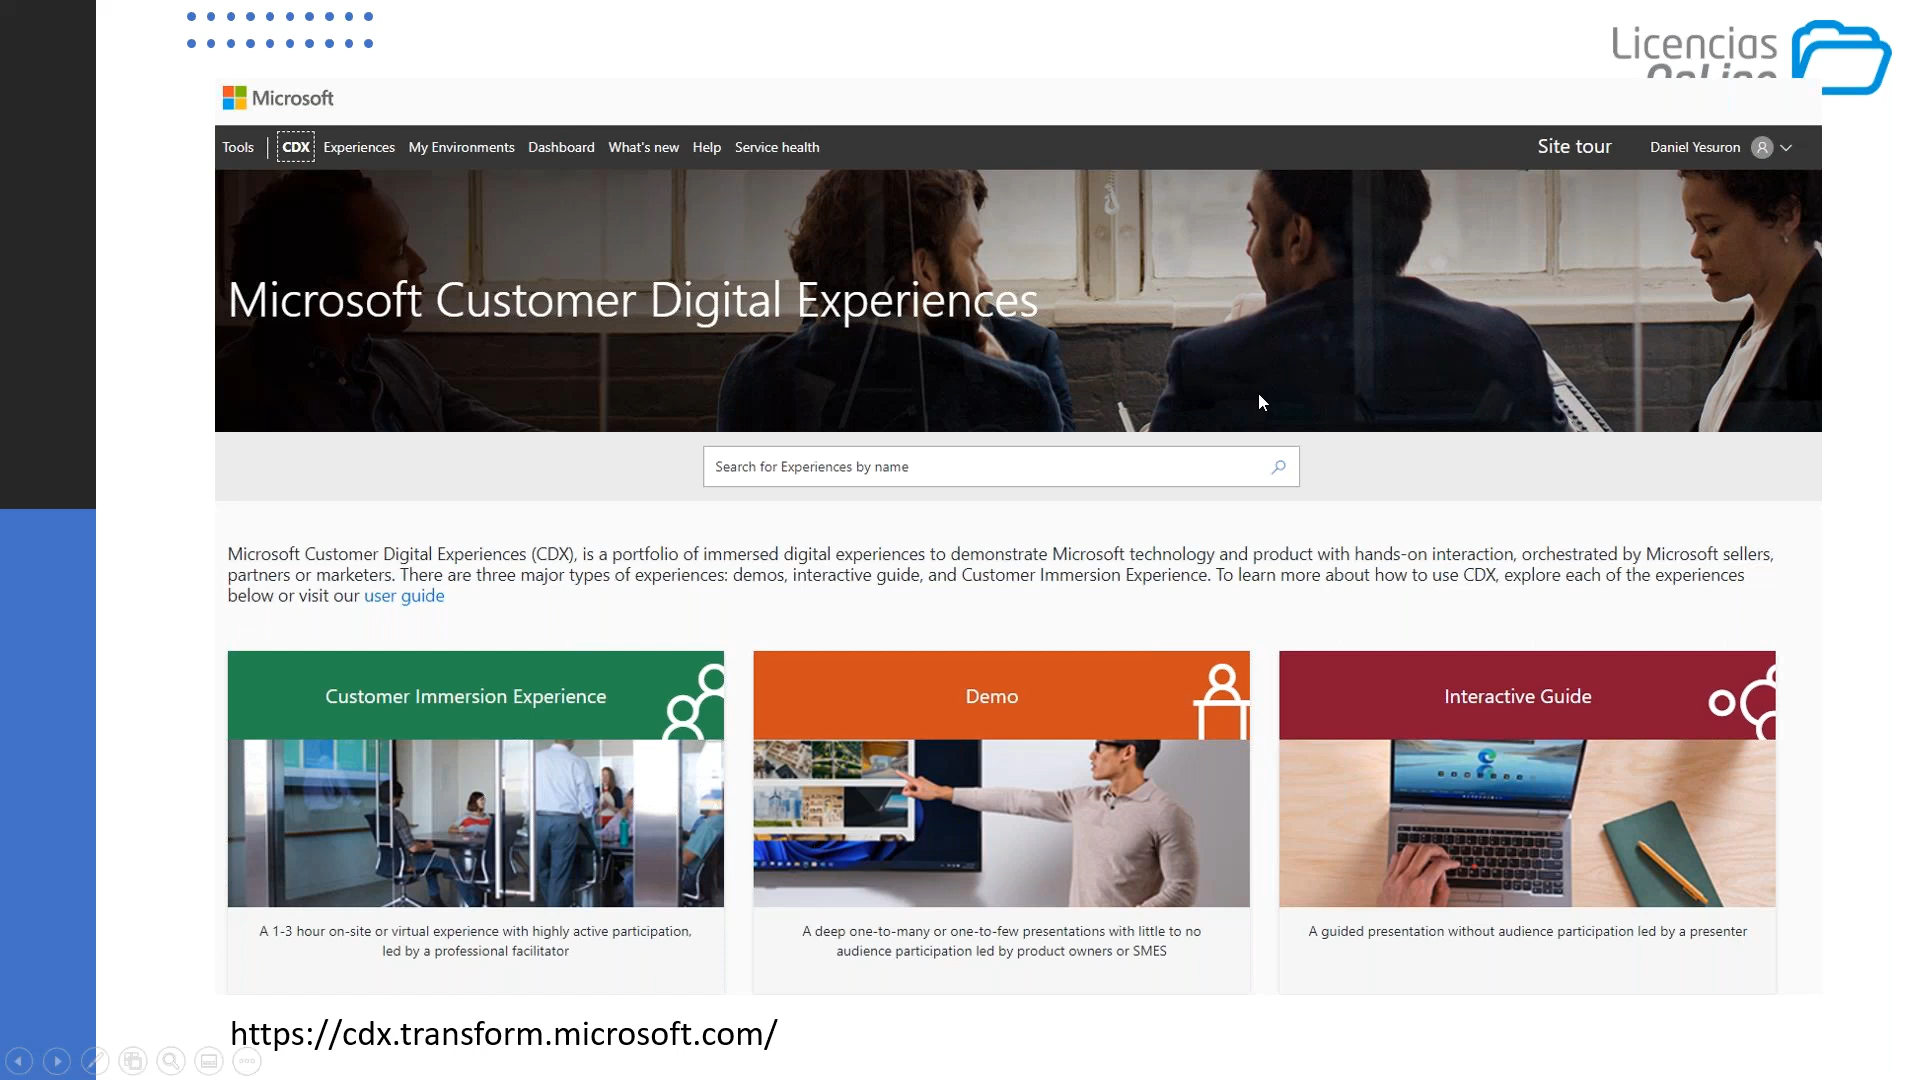 Licencias
OnLine
Microsoft
Tools | CDX Experiences My Environments Dashboard What's new Help Service health Site tour Daniel Yesuron
Microsoft Customer Digital Experiences
Search for Experiences by name
Microsoft Customer Digital Experiences (CDX), is a portfolio of immersed digital experiences to demonstrate Microsoft technology and product with hands-on interaction, orchestrated by Microsoft sellers,
partners or marketers. There are three major types of experiences: demos, interactive guide, and Customer Immersion Experience. To learn more about how to use CDX, explore each of the experiences
below or visit our user guide
Customer Immersion Experience
A 1-3 hour on-site or virtual experience with highly active participation,
led by a professional facilitator
Demo
A deep one-to-many or one-to-few presentations with little to no
audience participation led by product owners or SMES
Interactive Guide
A guided presentation without audience participation led by a presenter
https://cdx.transform.microsoft.com/